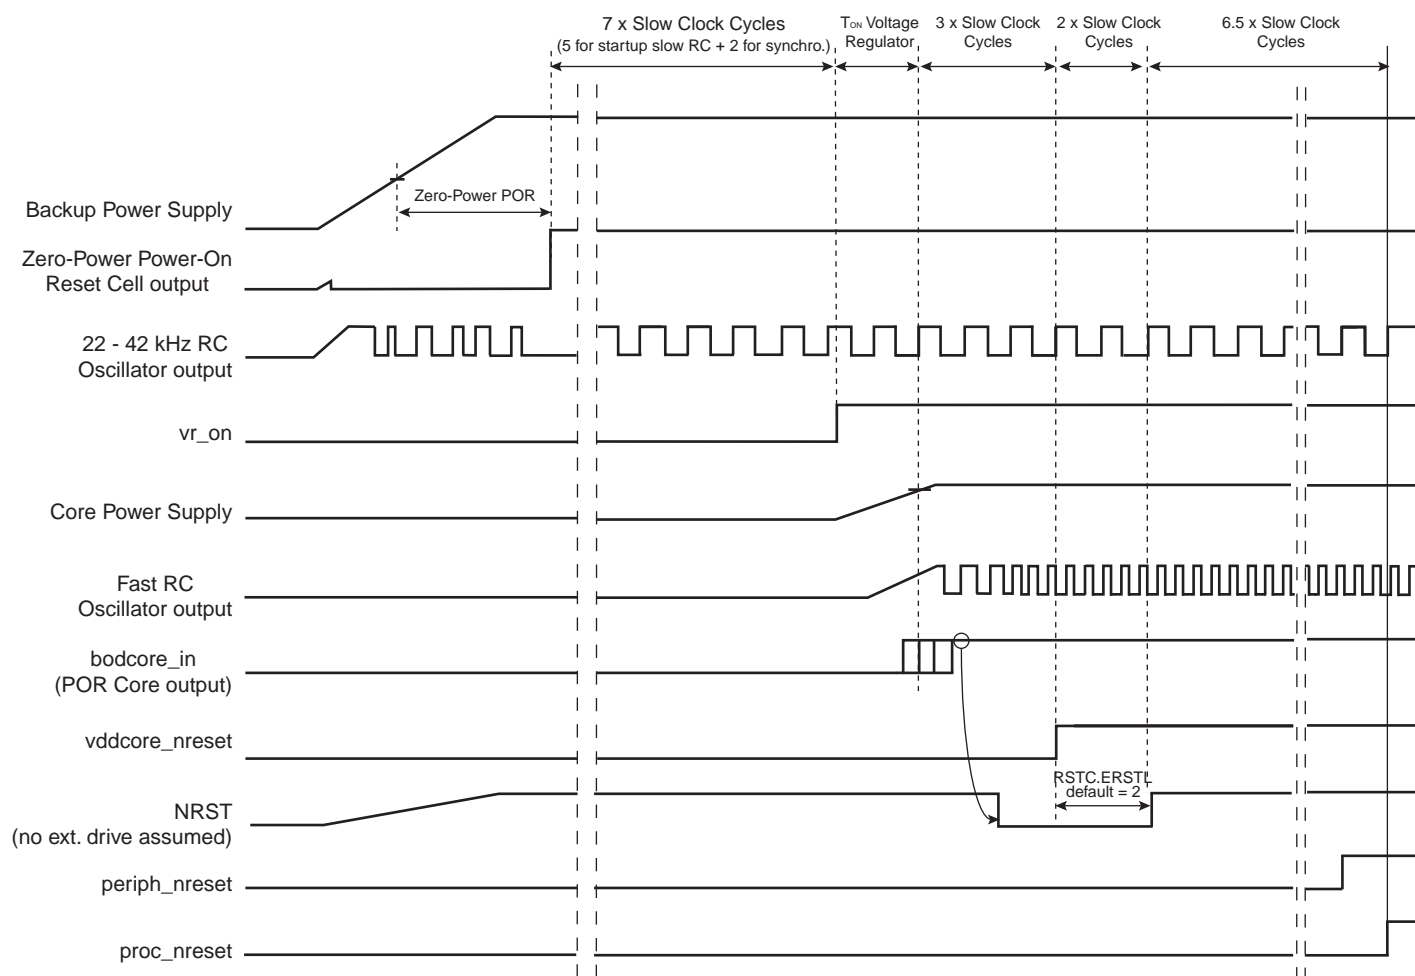 7 x Slow Clock Cycles
(5 for startup slow RC + 2 for synchro.)
TON Voltage
Regulator
3 x Slow Clock
Cycles
2 x Slow Clock
Cycles
6.5 x Slow Clock
Cycles
Zero-Power POR
Backup Power Supply
Zero-Power Power-On
Reset Cell output
22 - 42 kHz RC
Oscillator output
vr_on
Core Power Supply
Fast RC
Oscillator output
bodcore_in
(POR Core output)
vddcore_nreset
RSTC.ERSTL
default = 2
NRST
(no ext. drive assumed)
periph_nreset
proc_nreset